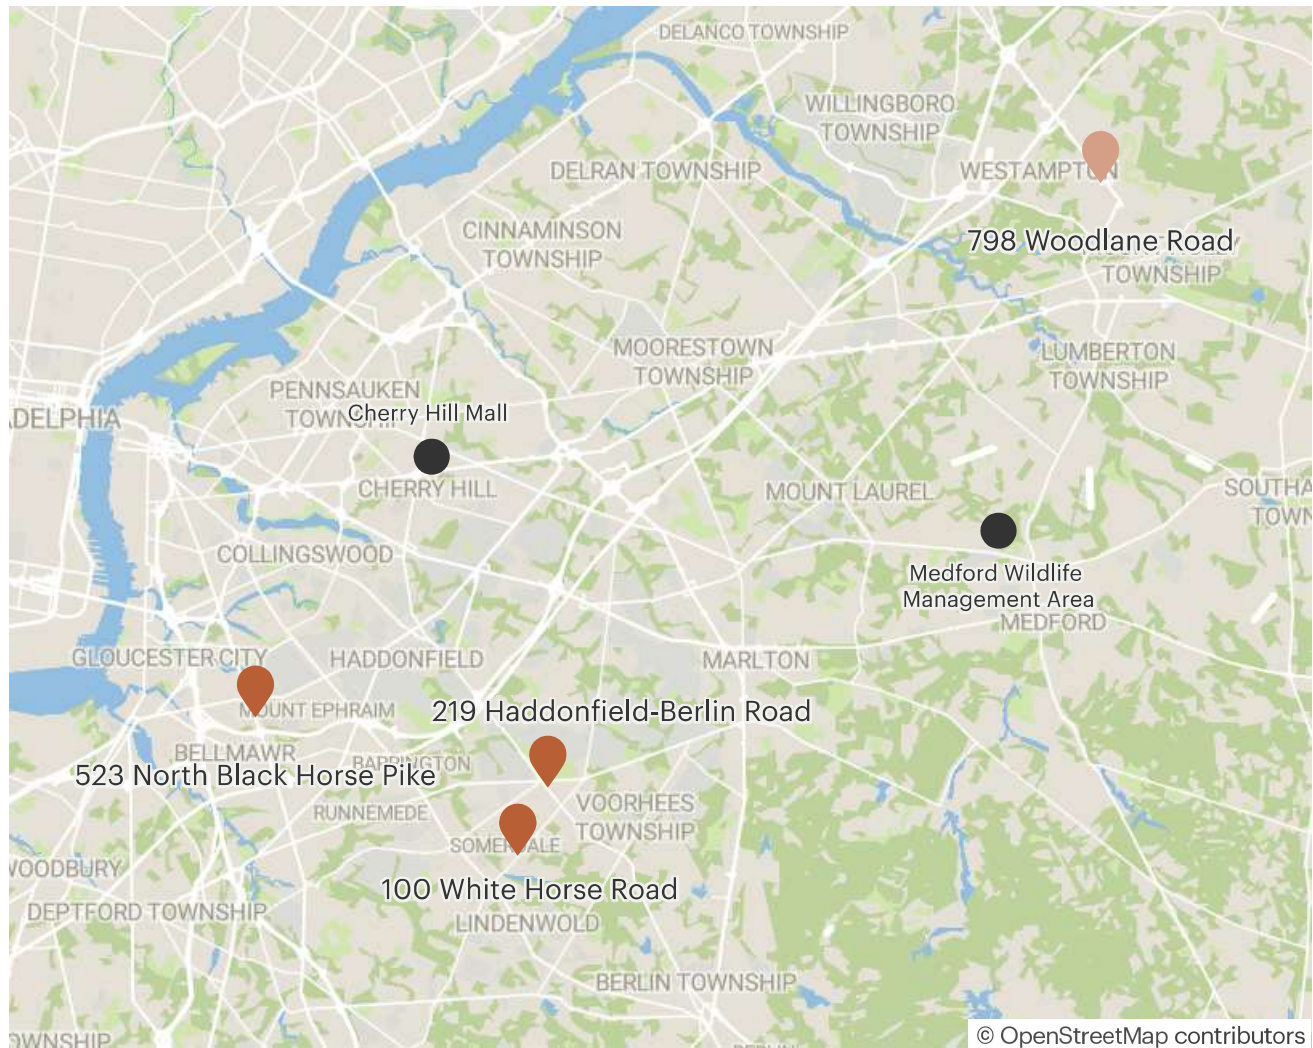 DELANCO TOWNSHIP
WILLINGBORO
TOWNSHIP
DELRAN TOWNSHIP
WESTAMPTON
CINNAMINSON
TOWNSHIP
798 Woodlane Road
TOWNSHIP
MOORESTOWN
TOWNSHIP
LUMBERTON
TOWNSHIP
PENNSAUKEN
ADELPHIA
Cherry Hill Mall
CHERRY HILL
MOUNT LAUREL
SOUTHA
TOWN
COLLINGSWOOD
Medford Wildlife
Management Area
MEDFORD
GLOUCESTER CITY
HADDONFIELD
MARLTON
MOUNT EPHRAIM
219 Haddonfield-Berlin Road
BELLMAWR
BARRINGTON
523 North Black Horse Pike
RUNNEMEDE
VOORHEES
TOWNSHIP
SOMERDALE
WOODBURY
100 White Horse Road
DEPTFORD TOWNSHIP
LINDENWOLD
BERLIN TOWNSHIP
OWNSHIP
© OpenStreetMap contributors